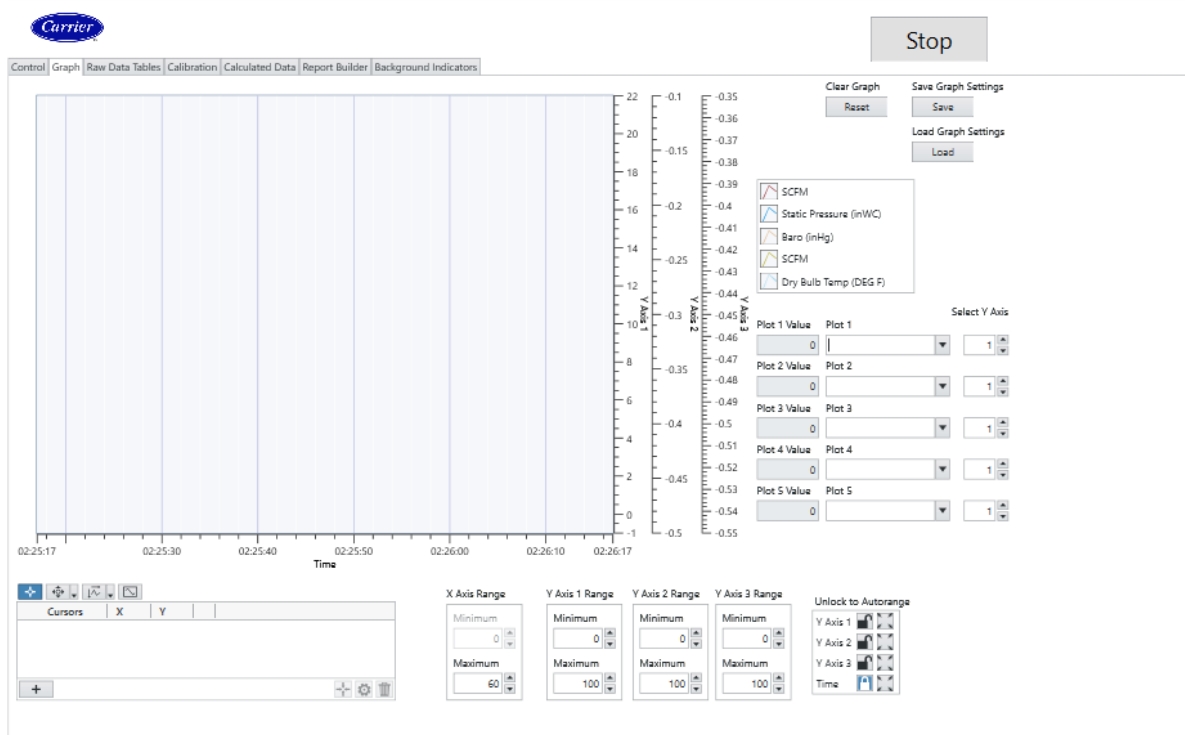 Carrier
Stop
Control Graph Raw Data Tables Calibration Calculated Data Report Builder Background Indicators
Clear Graph Save Graph Settings
Reset Save
Load Graph Settings
Load
22
20
18
16
14
12
10
8
6
4
2
0
-1
Y Axis 1
-0.1
-0.15
-0.2
-0.25
-0.3
-0.35
-0.4
-0.45
-0.5
Y Axis 2
-0.35
-0.36
-0.37
-0.38
-0.39
-0.4
-0.41
-0.42
-0.43
-0.44
-0.45
-0.46
-0.47
-0.48
-0.49
-0.5
-0.51
-0.52
-0.53
-0.54
-0.55
Y Axis 3
02:25:17 02:25:30 02:25:40 02:25:50 02:26:00 02:26:10 02:26:17
Time
SCFM
Static Pressure (inWC)
Baro (inHg)
SCFM
Dry Bulb Temp (DEG F)
Select Y Axis
Plot 1 Value Plot 1
0 1
Plot 2 Value Plot 2
0 1
Plot 3 Value Plot 3
0 1
Plot 4 Value Plot 4
0 1
Plot 5 Value Plot 5
0 1
Cursors X Y
+
X Axis Range
Minimum
0
Maximum
60
Y Axis 1 Range
Minimum
0
Maximum
100
Y Axis 2 Range
Minimum
0
Maximum
100
Y Axis 3 Range
Minimum
0
Maximum
100
Unlock to Autorange
Y Axis 1
Y Axis 2
Y Axis 3
Time